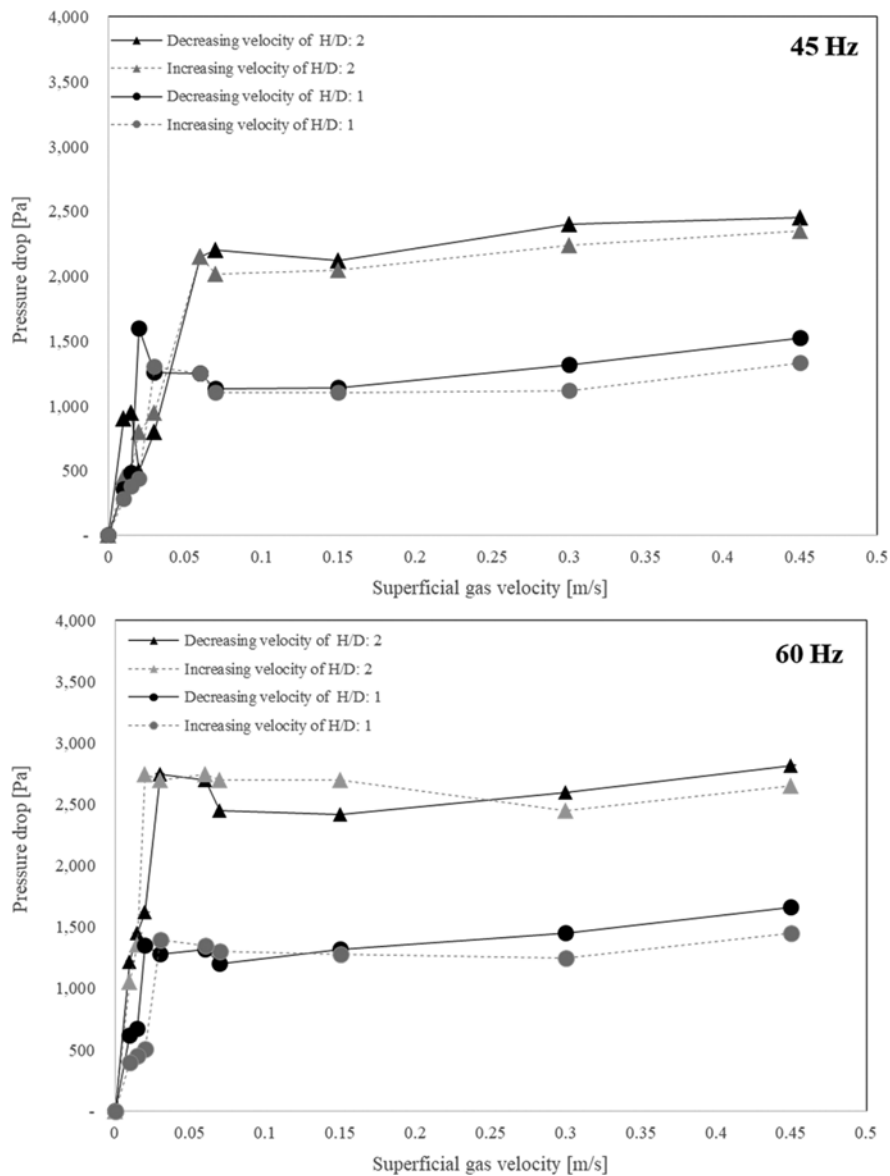 4,000
3,500
3,000
2,500
2,000
1,500
1,000
500
-
Pressure drop [Pa]
Decreasing velocity of H/D: 2
Increasing velocity of H/D: 2
Decreasing velocity of H/D: 1
Increasing velocity of H/D: 1
45 Hz
0 0.05 0.1 0.15 0.2 0.25 0.3 0.35 0.4 0.45 0.5
Superficial gas velocity [m/s]
4,000
3,500
3,000
2,500
2,000
1,500
1,000
500
-
Pressure drop [Pa]
Decreasing velocity of H/D: 2
Increasing velocity of H/D: 2
Decreasing velocity of H/D: 1
Increasing velocity of H/D: 1
60 Hz
0 0.05 0.1 0.15 0.2 0.25 0.3 0.35 0.4 0.45 0.5
Superficial gas velocity [m/s]